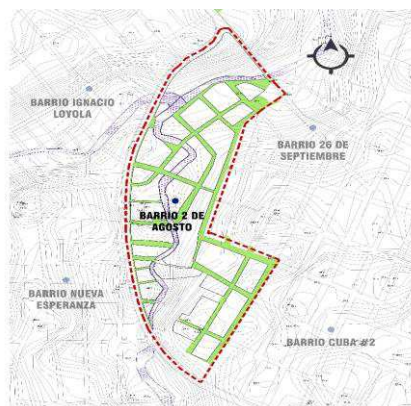 BARRIO IGNACIO
LOYOLA
BARRIO 26 DE
SEPTIEMBRE
BARRIO 2 DE
AGOSTO
BARRIO NUEVA
ESPERANZA
BARRIO CUBA #2